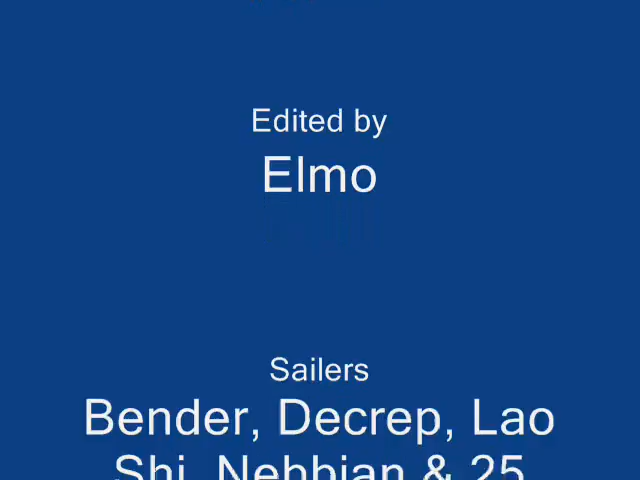 Edited by
Elmo
Sailers
Bender, Decrep, Lao
Shi, Nebbian & 25